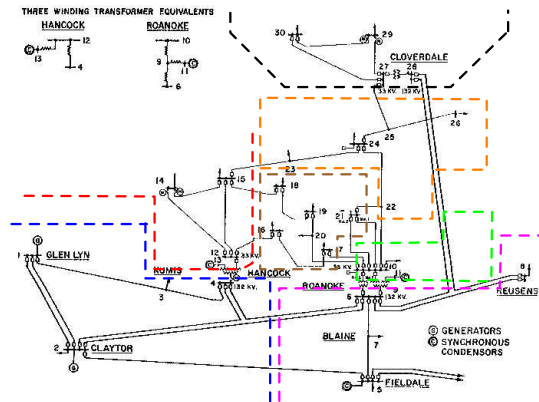 THREE WINDING TRANSFORMER EQUIVALENTS
HANCOCK
ROANOKE
12
13
4
10
9
11
6
30
29
CLOVERDALE
27
28
33 KV.
132 KV.
26
25
24
23
15
14
18
19
22
21
20
16
17
12
33 KV.
13
HANCOCK
4
132 KV.
KUMIS
3
GLEN LYN
1
10
ROANOKE
6
132 KV.
8
REUSENS
2
CLAYTOR
BLAINE
7
5
FIELDALE
G GENERATORS
C SYNCHRONOUS
CONDENSORS